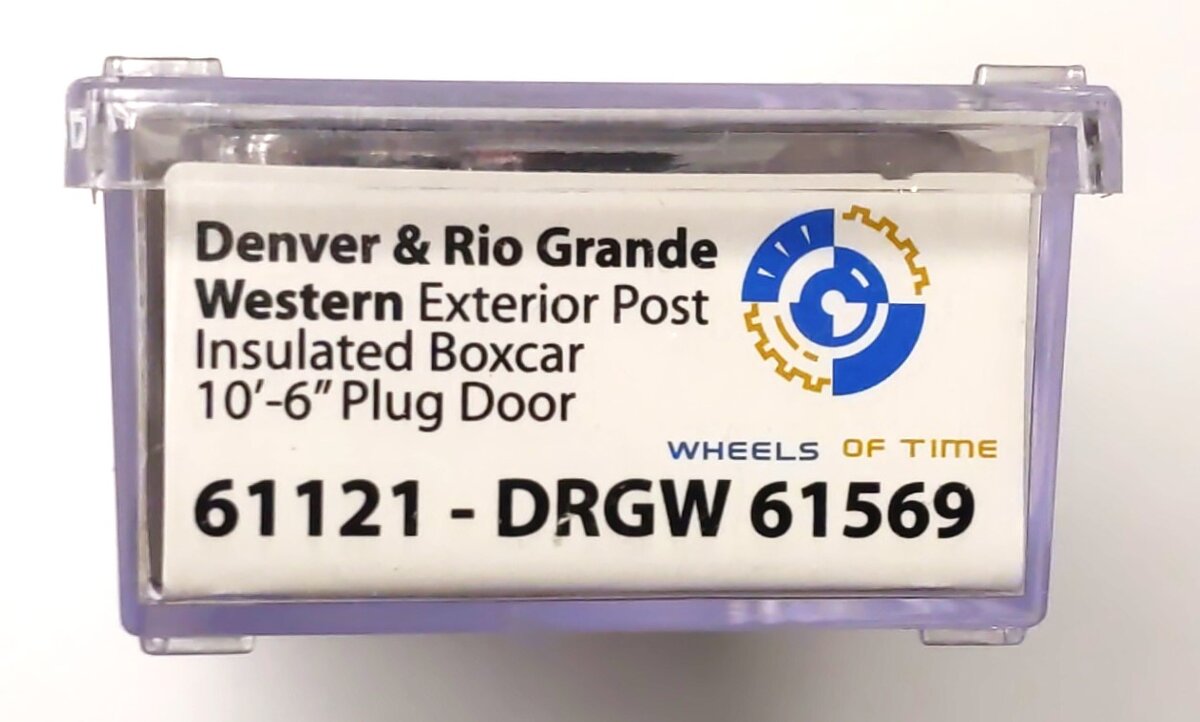 Denver & Rio Grande
Western Exterior Post
Insulated Boxcar
10’-6” Plug Door
WHEELS OF TIME
61121 - DRGW 61569